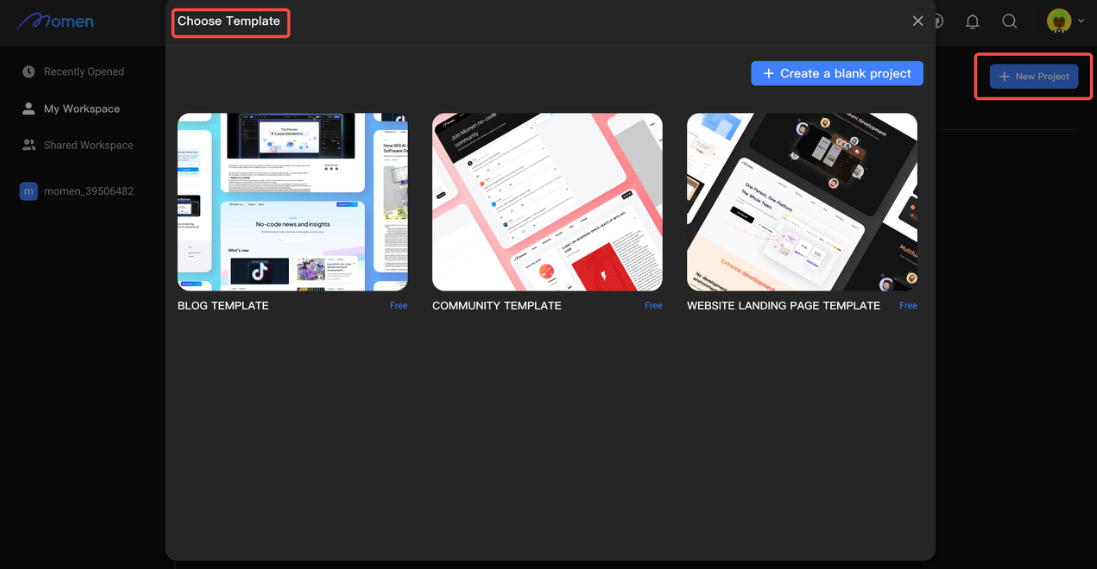 Momen
Choose Template
Recently Opened
My Workspace
Shared Workspace
m momen_39506482
+ New Project
+ Create a blank project
No-code news and insights
What's new
Join Momen no-code
community
One Person, One Platform
The Whole Team
Extreme development
BLOG TEMPLATE Free
COMMUNITY TEMPLATE Free
WEBSITE LANDING PAGE TEMPLATE Free